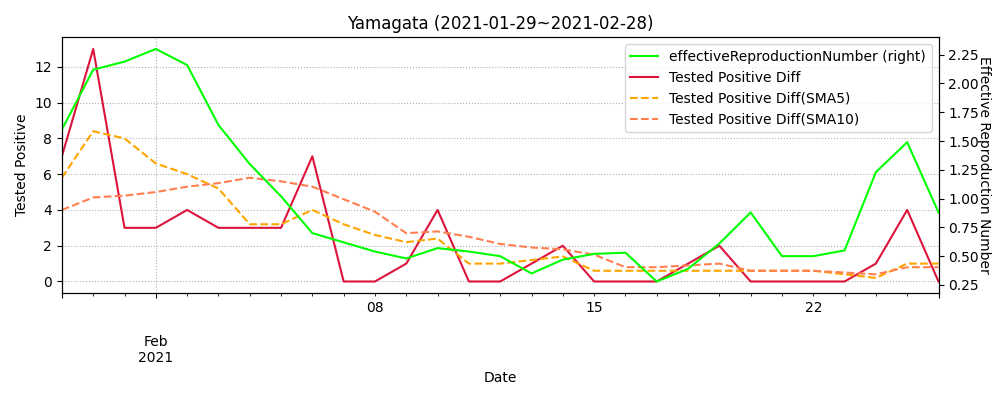 Yamagata (2021-01-29~2021-02-28)
effectiveReproductionNumber (right)
Tested Positive Diff
Tested Positive Diff(SMA5)
Tested Positive Diff(SMA10)
Tested Positive
12
10
8
6
4
2
0
2.25
2.00
1.75
1.50
1.25
1.00
0.75
0.50
0.25
Effective Reproduction Number
08
15
22
Feb
2021
Date